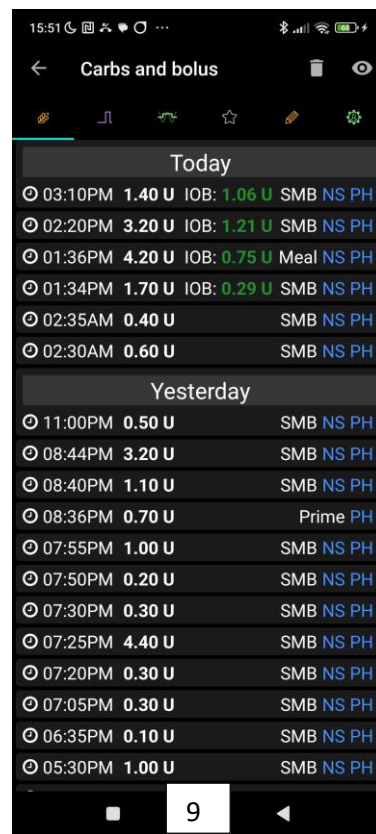 15:51 ... 68
Carbs and bolus
Today
03:10PM 1.40 U IOB: 1.06 U SMB NS PH
02:20PM 3.20 U IOB: 1.21 U SMB NS PH
01:36PM 4.20 U IOB: 0.75 U Meal NS PH
01:34PM 1.70 U IOB: 0.29 U SMB NS PH
02:35AM 0.40 U SMB NS PH
02:30AM 0.60 U SMB NS PH
Yesterday
11:00PM 0.50 U SMB NS PH
08:44PM 3.20 U SMB NS PH
08:40PM 1.10 U SMB NS PH
08:36PM 0.70 U Prime PH
07:55PM 1.00 U SMB NS PH
07:50PM 0.20 U SMB NS PH
07:30PM 0.30 U SMB NS PH
07:25PM 4.40 U SMB NS PH
07:20PM 0.30 U SMB NS PH
07:05PM 0.30 U SMB NS PH
06:35PM 0.10 U SMB NS PH
05:30PM 1.00 U SMB NS PH
9